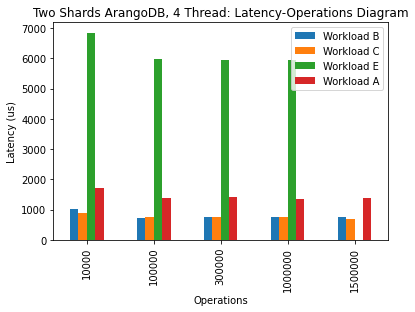 Two Shards ArangoDB, 4 Thread: Latency-Operations Diagram
Workload B
Workload C
Workload E
Workload A
7000
6000
5000
4000
3000
2000
1000
0
Latency (us)
10000
100000
300000
1000000
1500000
Operations